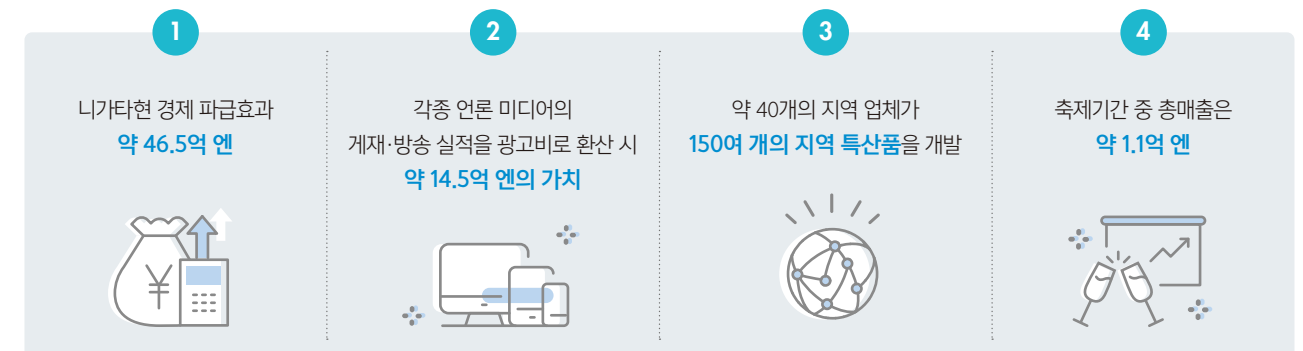 1
니가타현 경제 파급효과
약 46.5억 엔
¥
2
각종 언론 미디어의
게재·방송 실적을 광고비로 환산 시
약 14.5억 엔의 가치
3
약 40개의 지역 업체가
150여 개의 지역 특산품을 개발
4
축제기간 중 총매출은
약 1.1억 엔